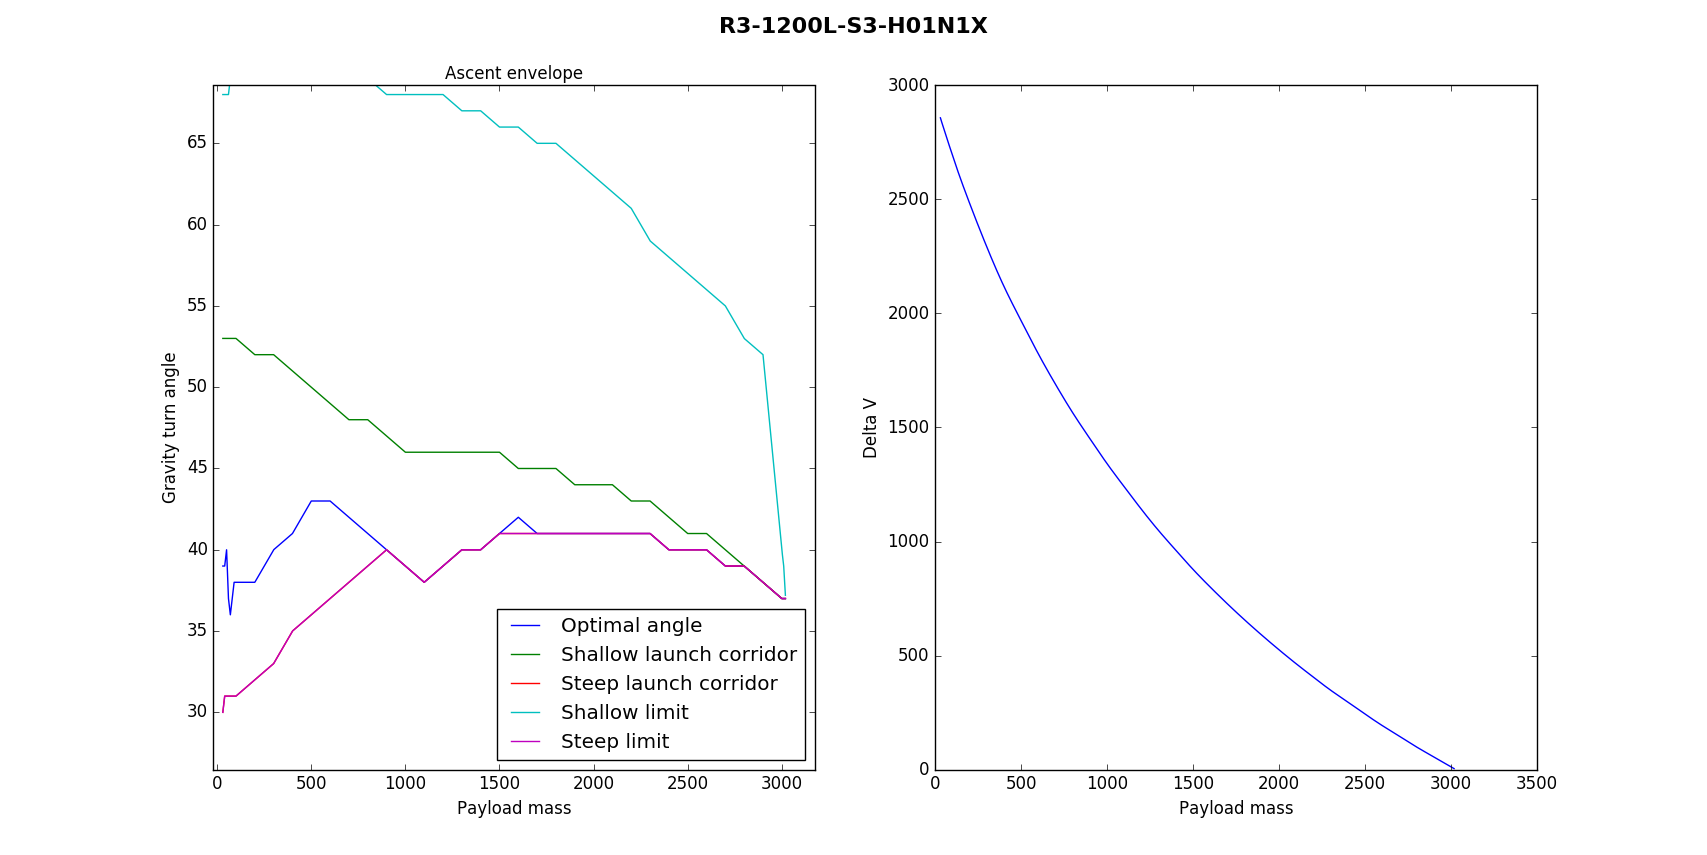 R3-1200L-S3-H01N1X
Ascent envelope
Gravity turn angle
65
60
55
50
45
40
35
30
0 500 1000 1500 2000 2500 3000
Payload mass
Optimal angle
Shallow launch corridor
Steep launch corridor
Shallow limit
Steep limit
Delta V
3000
2500
2000
1500
1000
500
0
0 500 1000 1500 2000 2500 3000 3500
Payload mass